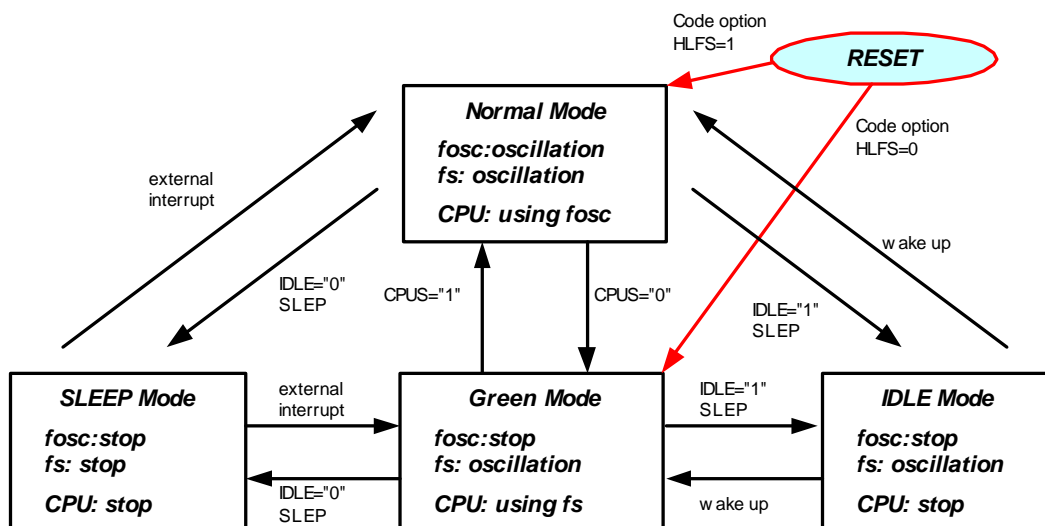 Code option
HLFS=1
RESET
Normal Mode
fosc:oscillation
fs: oscillation
CPU: using fosc
Code option
HLFS=0
external
interrupt
wake up
IDLE="0"
SLEP
CPUS="1"
CPUS="0"
IDLE="1"
SLEP
SLEEP Mode
fosc:stop
fs: stop
CPU: stop
external
interrupt
IDLE="0"
SLEP
Green Mode
fosc:stop
fs: oscillation
CPU: using fs
IDLE="1"
SLEP
wake up
IDLE Mode
fosc:stop
fs: oscillation
CPU: stop